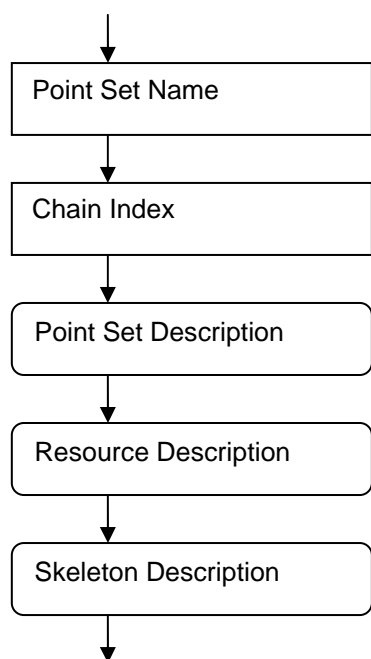 Point Set Name
Chain Index
Point Set Description
Resource Description
Skeleton Description